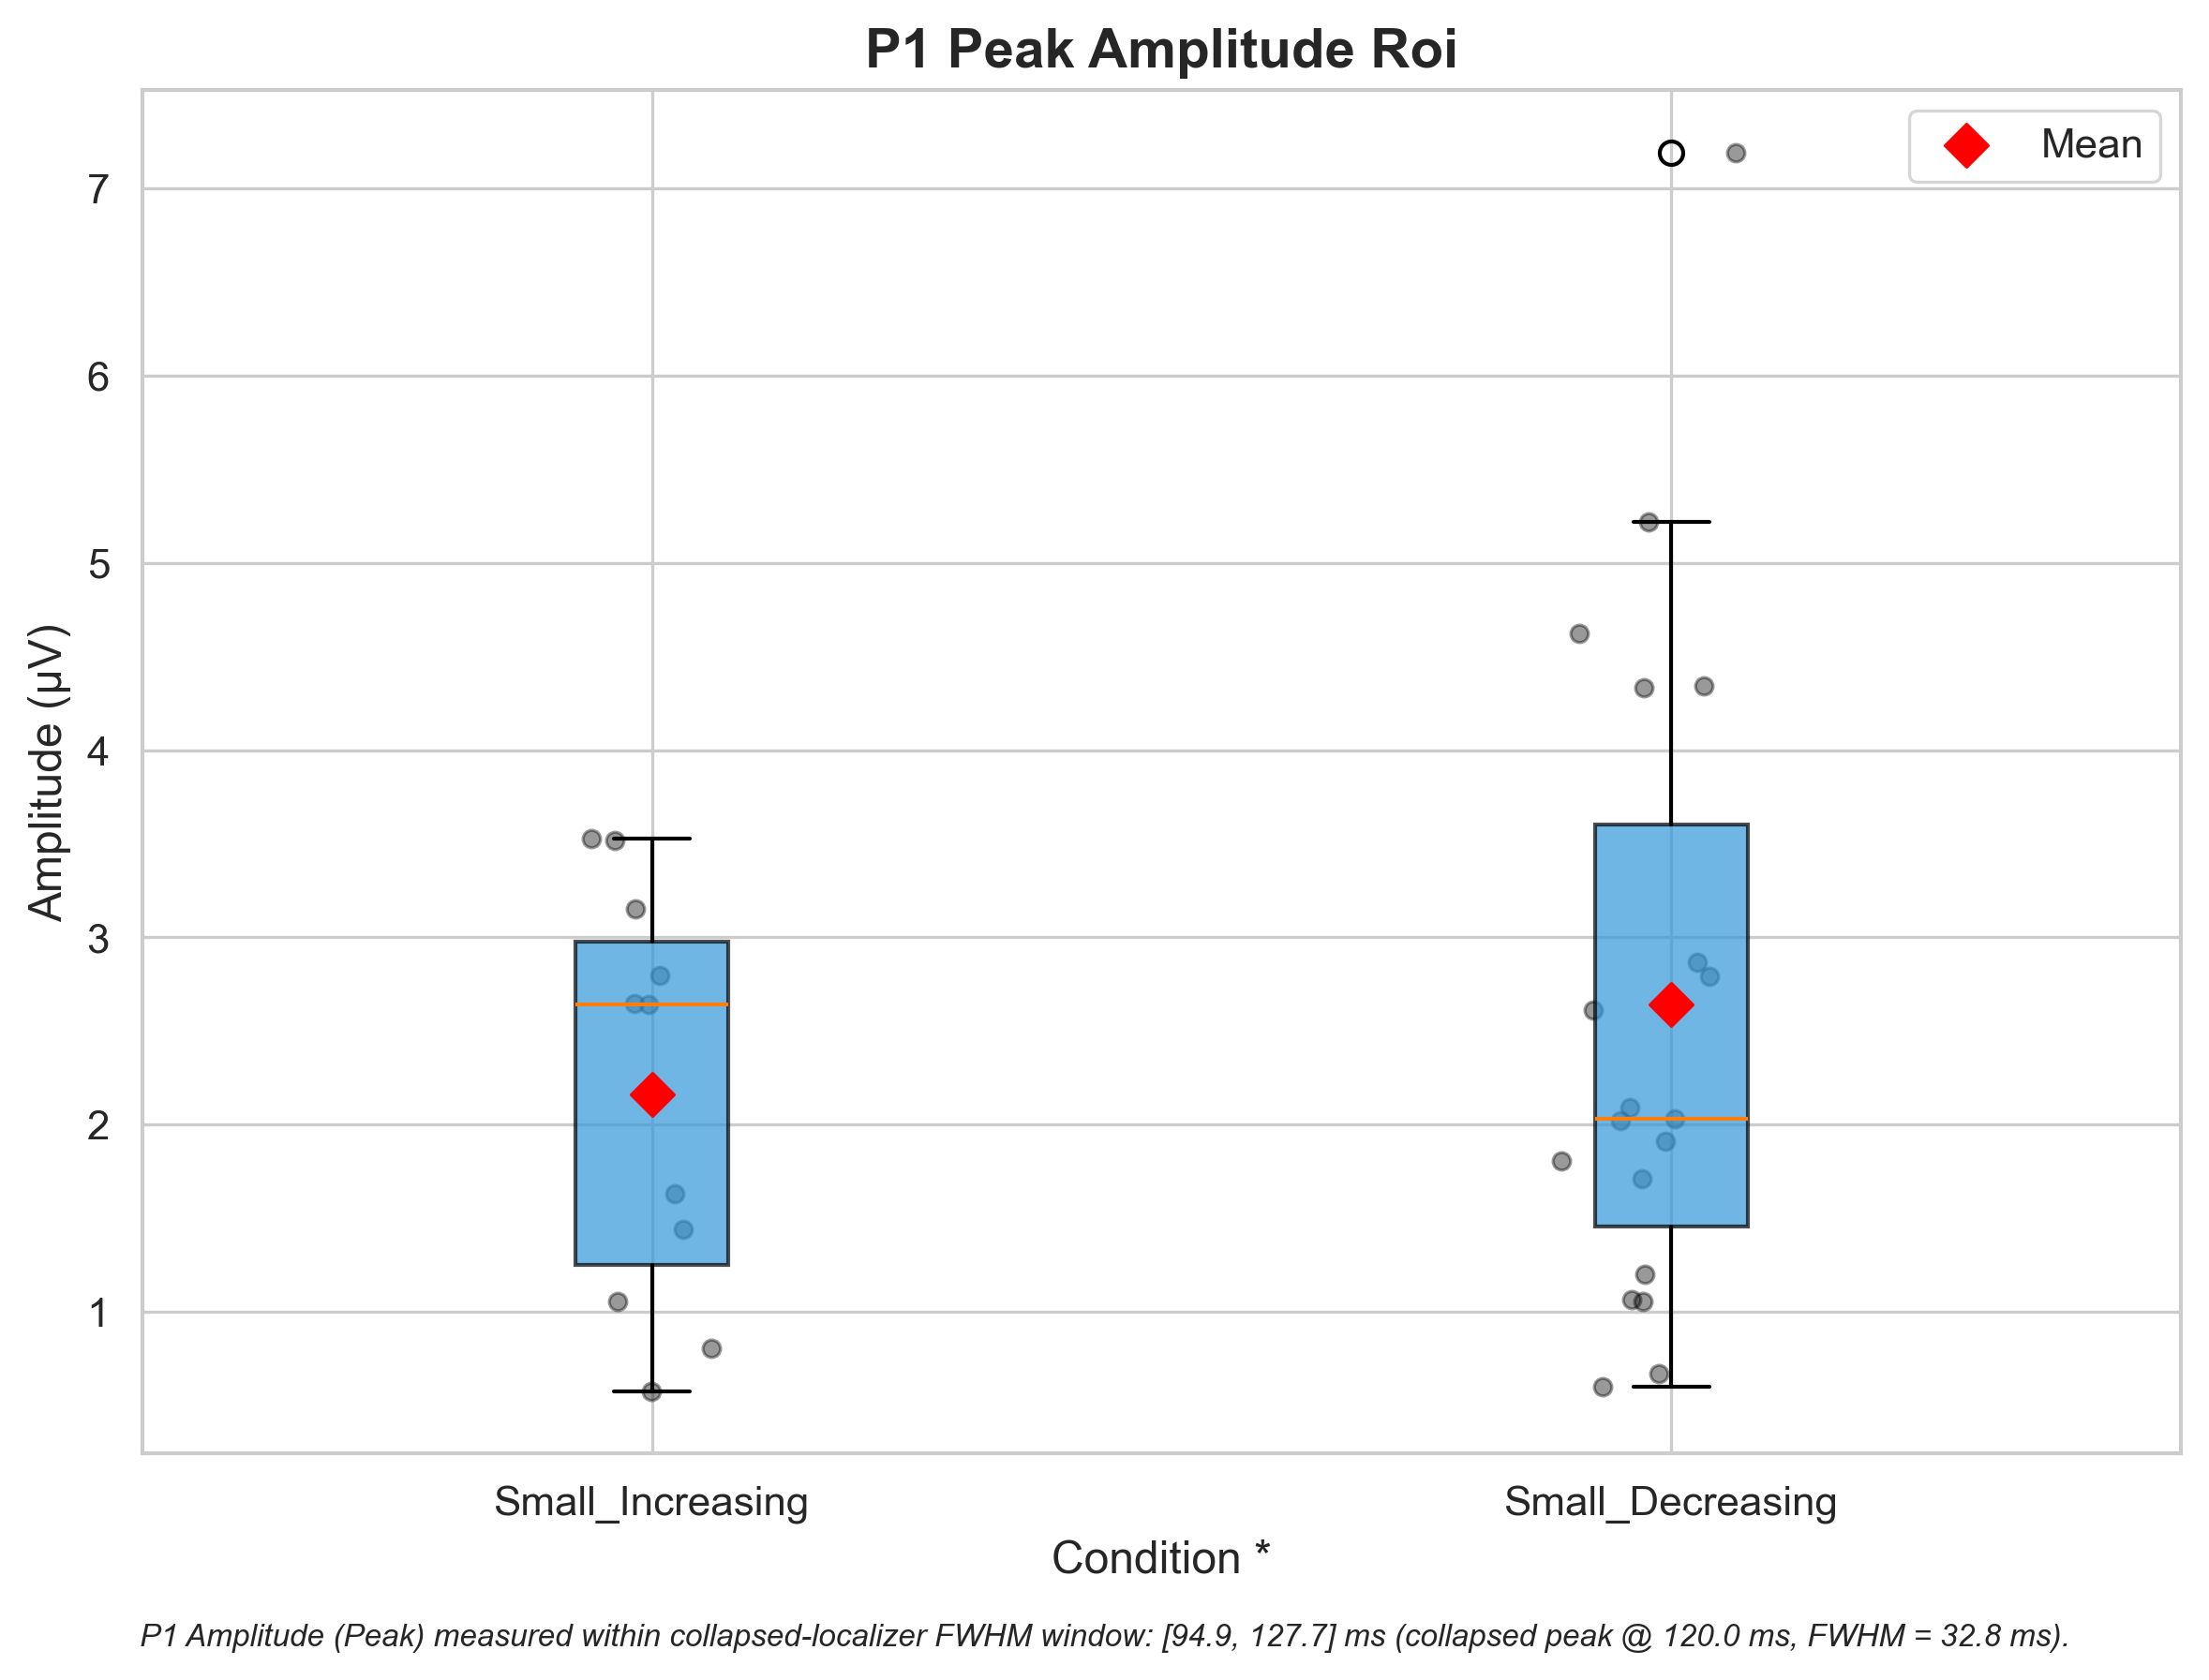 P1 Peak Amplitude Roi
Mean
7
6
5
4
3
2
1
Amplitude (µV)
Small_Increasing
Small_Decreasing
Condition *
P1 Amplitude (Peak) measured within collapsed-localizer FWHM window: [94.9, 127.7] ms (collapsed peak @ 120.0 ms, FWHM = 32.8 ms).